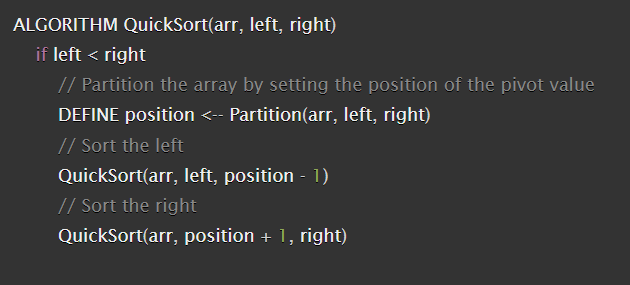 ALGORITHM QuickSort(arr, left, right)
if left < right
// Partition the array by setting the position of the pivot value
DEFINE position <-- Partition(arr, left, right)
// Sort the left
QuickSort(arr, left, position - 1)
// Sort the right
QuickSort(arr, position + 1, right)